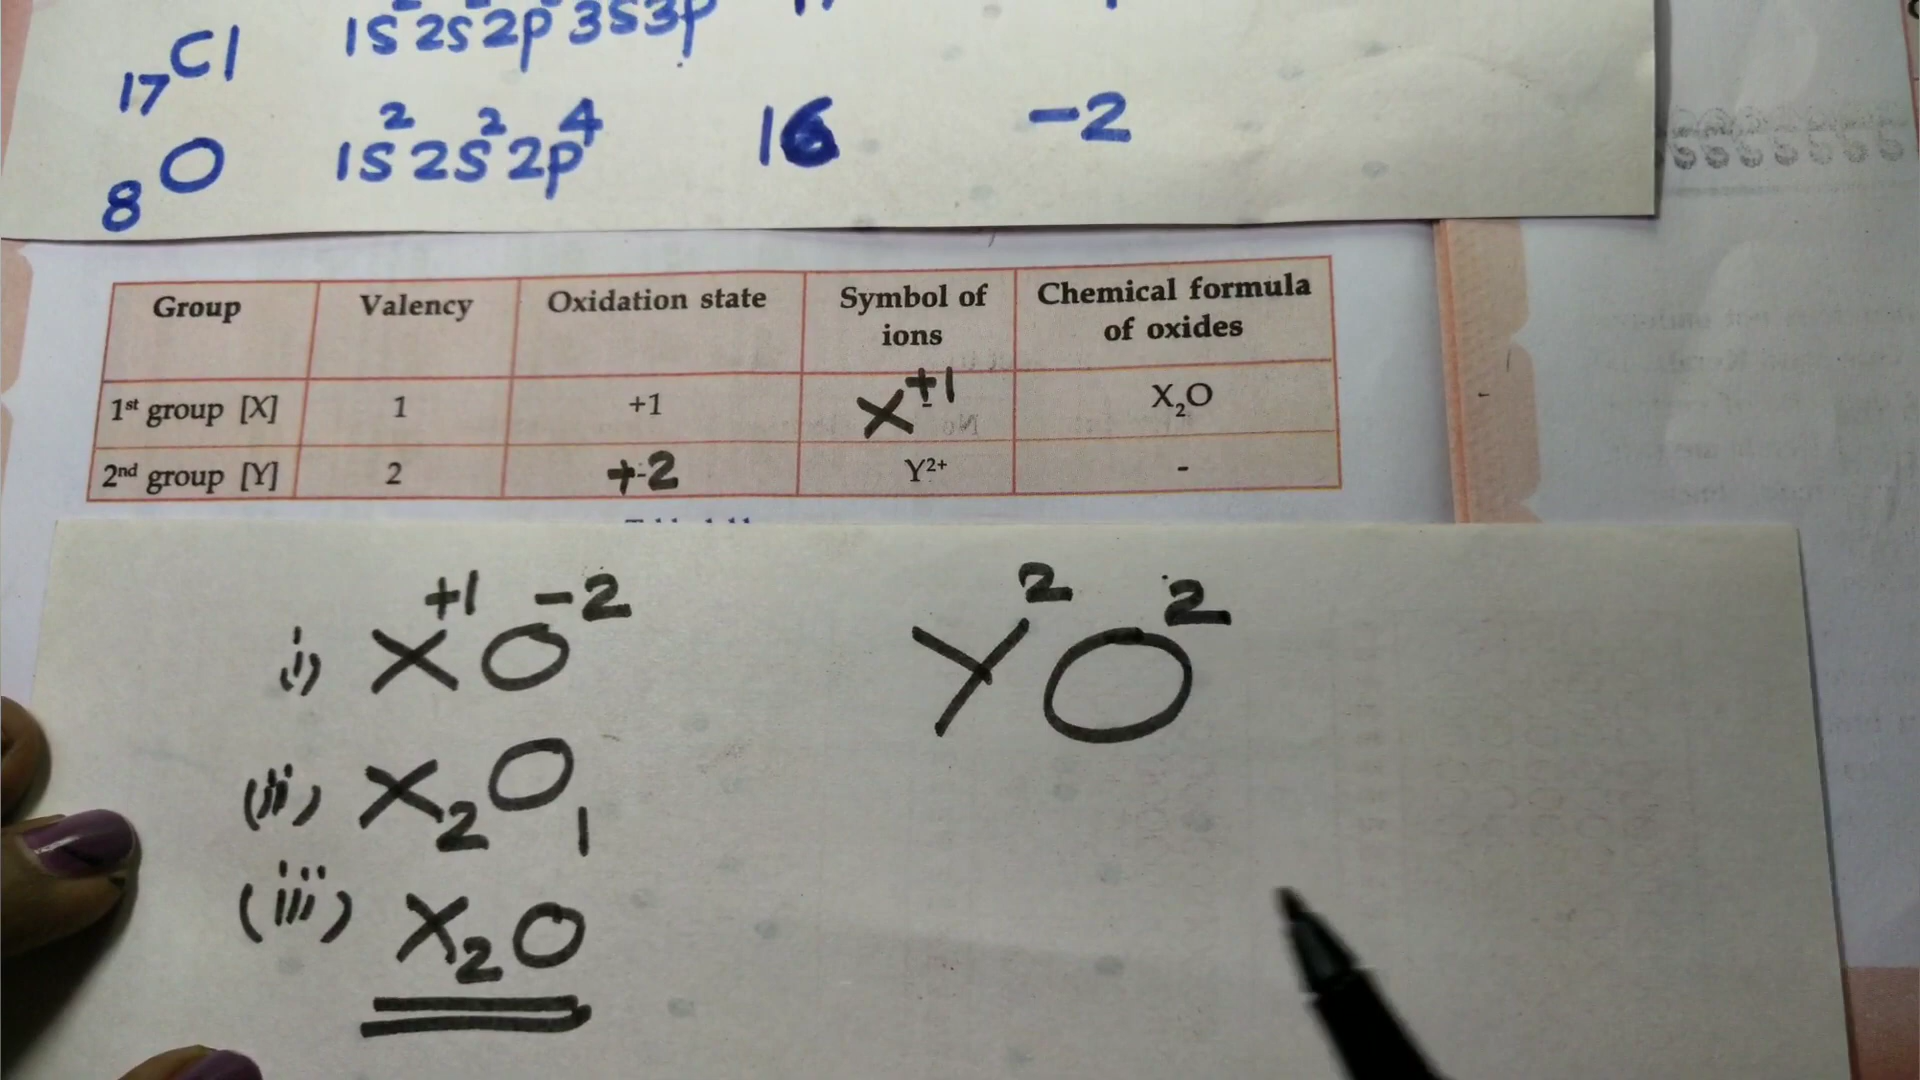 ₁₇Cl 1s 2s 2p 3s 3p
₈O 1s² 2s² 2p⁴ 16 -2
Group Valency Oxidation state Symbol of ions Chemical formula of oxides
1st group [X] 1 +1 X⁺¹ X₂O
2nd group [Y] 2 +2 Y²⁺ -
i) X⁺¹ O⁻² Y² O²
(ii) X₂O₁
(iii) X₂O